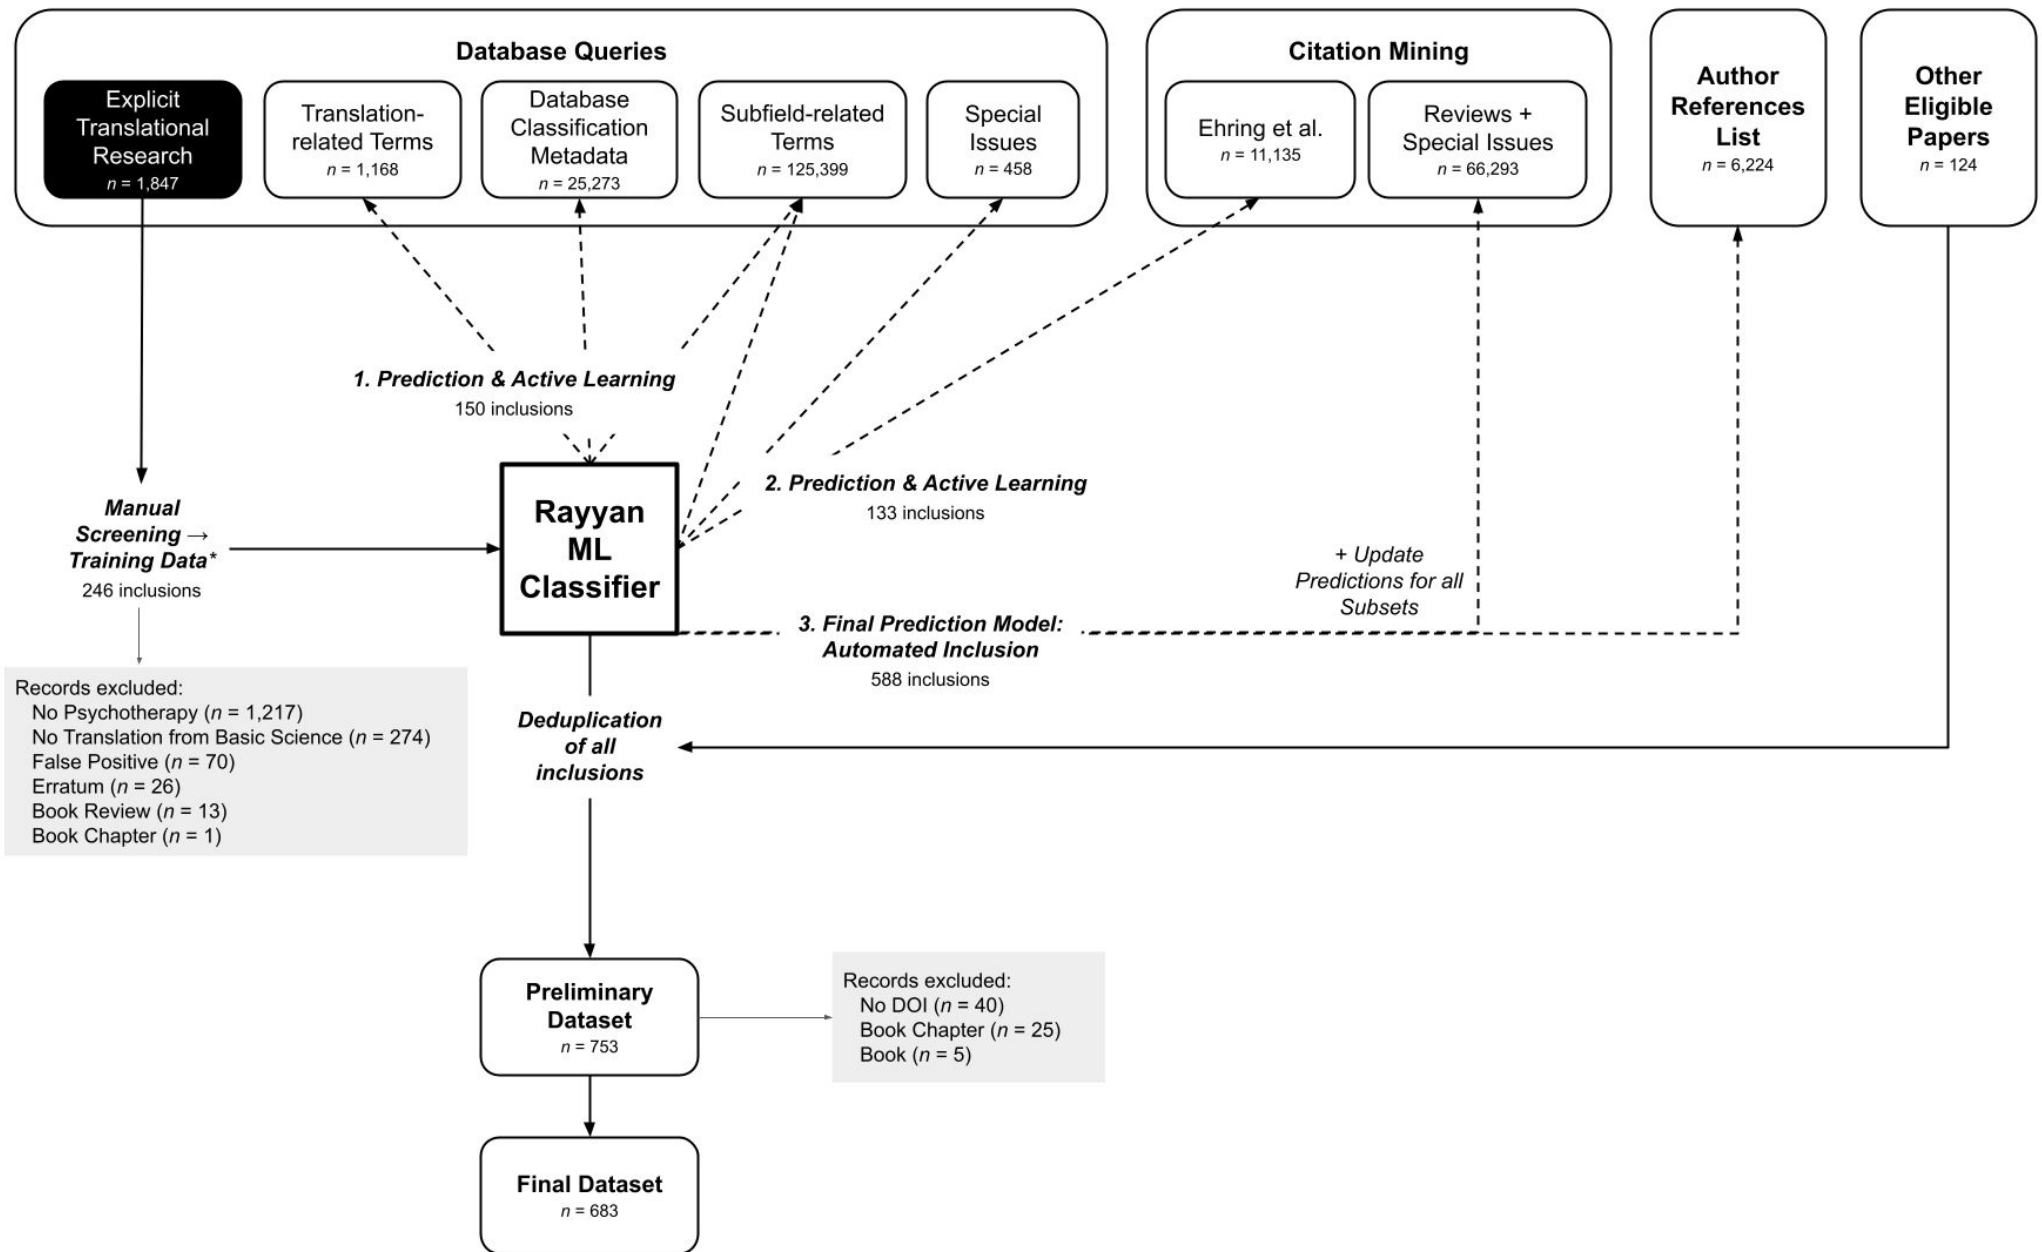 Database Queries
Explicit
Translational
Research
n = 1,847
Translation-
related Terms
n = 1,168
Database
Classification
Metadata
n = 25,273
Subfield-related
Terms
n = 125,399
Special
Issues
n = 458
Citation Mining
Ehring et al.
n = 11,135
Reviews +
Special Issues
n = 66,293
Author
References
List
n = 6,224
Other
Eligible
Papers
n = 124
1. Prediction & Active Learning
150 inclusions
Manual
Screening →
Training Data*
246 inclusions
Rayyan
ML
Classifier
2. Prediction & Active Learning
133 inclusions
+ Update
Predictions for all
Subsets
3. Final Prediction Model:
Automated Inclusion
588 inclusions
Records excluded:
No Psychotherapy (n = 1,217)
No Translation from Basic Science (n = 274)
False Positive (n = 70)
Erratum (n = 26)
Book Review (n = 13)
Book Chapter (n = 1)
Deduplication
of all
inclusions
Preliminary
Dataset
n = 753
Records excluded:
No DOI (n = 40)
Book Chapter (n = 25)
Book (n = 5)
Final Dataset
n = 683